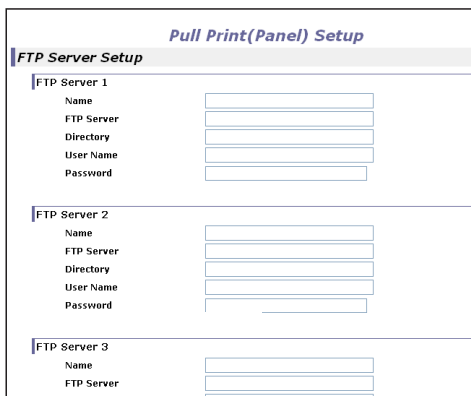 Pull Print(Panel) Setup
FTP Server Setup
FTP Server 1
Name
FTP Server
Directory
User Name
Password
FTP Server 2
Name
FTP Server
Directory
User Name
Password
FTP Server 3
Name
FTP Server